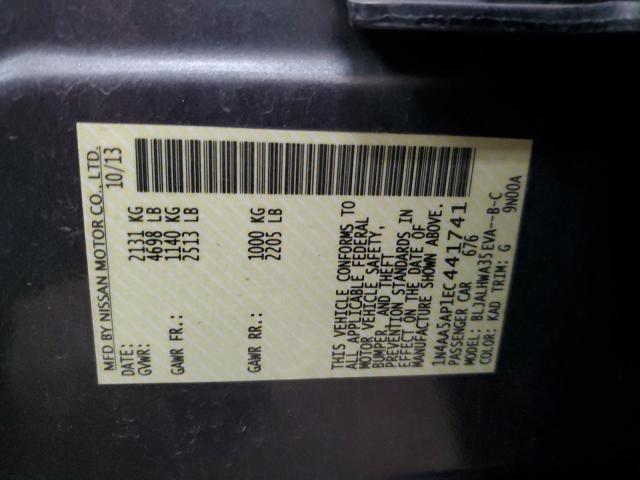 MFD BY NISSAN MOTOR CO., LTD.
DATE: 10/13
GVWR: 2131 KG
4698 LB
GAWR FR.: 1140 KG
2513 LB
GAWR RR.: 1000 KG
2205 LB
THIS VEHICLE CONFORMS TO
ALL APPLICABLE FEDERAL
MOTOR VEHICLE SAFETY,
BUMPER, AND THEFT
PREVENTION STANDARDS IN
EFFECT ON THE DATE OF
MANUFACTURE SHOWN ABOVE.
1N4AA5AP1EC441741
PASSENGER CAR 676
MODEL: BLJALHWA35EVA--B-C
COLOR: KAD TRIM: G 9N00A